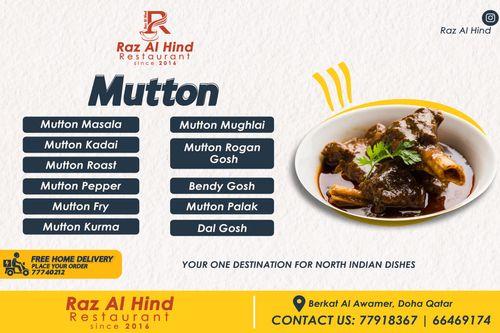 Raz Al Hind
Restaurant
since 2016
Raz Al Hind
Mutton
Mutton Masala
Mutton Kadai
Mutton Roast
Mutton Pepper
Mutton Fry
Mutton Kurma
Mutton Mughlai
Mutton Rogan
Gosh
Bendy Gosh
Mutton Palak
Dal Gosh
FREE HOME DELIVERY
PLACE YOUR ORDER
77740212
YOUR ONE DESTINATION FOR NORTH INDIAN DISHES
Raz Al Hind
Restaurant
since 2016
Berkat Al Awamer, Doha Qatar
CONTACT US: 77918367 | 66469174